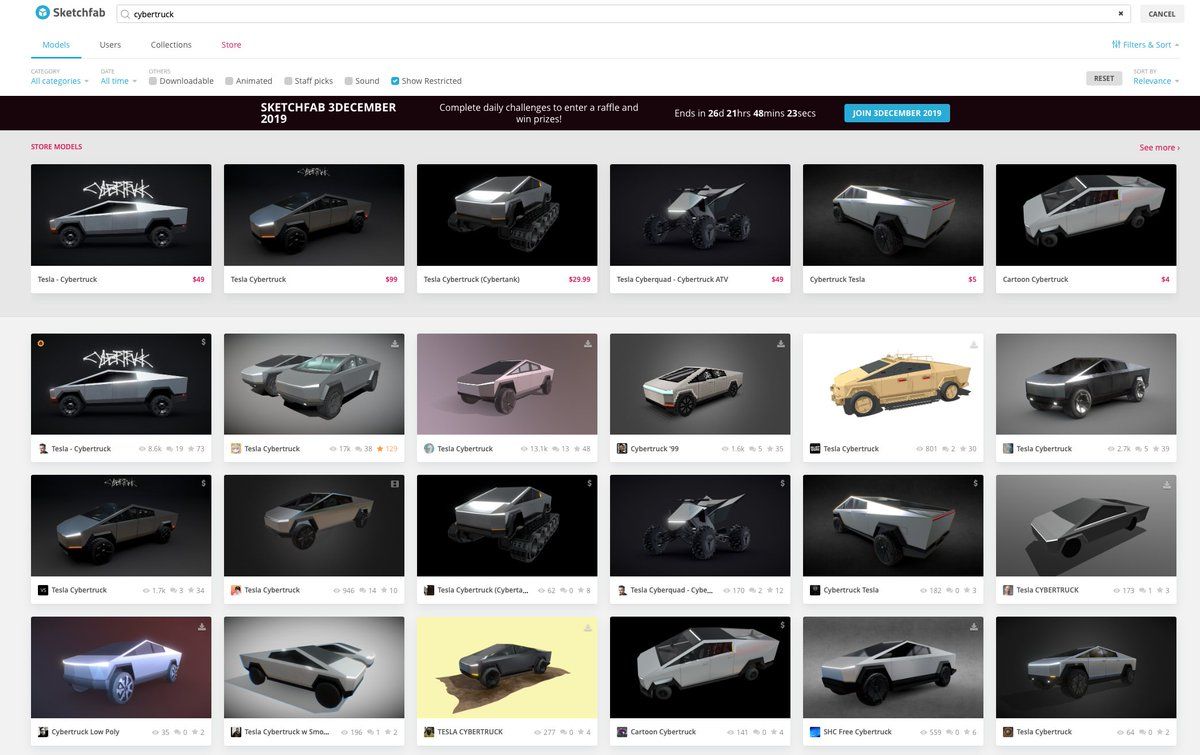 Sketchfab
cybertruck
CANCEL
Models Users Collections Store
Filters & Sort
CATEGORY DATE OTHERS SORT BY
All categories All time Downloadable Animated Staff picks Sound Show Restricted RESET Relevance
SKETCHFAB 3DECEMBER
2019
Complete daily challenges to enter a raffle and
win prizes!
Ends in 26d 21hrs 48mins 23secs
JOIN 3DECEMBER 2019
STORE MODELS
See more ›
CYBERTRUCK
Tesla - Cybertruck $49
Tesla Cybertruck $99
Tesla Cybertruck (Cybertank) $29.99
Tesla Cyberquad - Cybertruck ATV $49
Cybertruck Tesla $5
Cartoon Cybertruck $4
Tesla - Cybertruck 8.6k 19 73
Tesla Cybertruck 17k 38 129
Tesla Cybertruck 13.1k 13 48
Cybertruck '99 1.6k 5 35
Tesla Cybertruck 801 2 30
Tesla Cybertruck 2.7k 5 39
Tesla Cybertruck 1.7k 3 34
Tesla Cybertruck 946 14 10
Tesla Cybertruck (Cyberta... 62 0 8
Tesla Cyberquad - Cybe... 170 2 12
Cybertruck Tesla 182 0 3
Tesla CYBERTRUCK 173 1 3
Cybertruck Low Poly 35 0 2
Tesla Cybertruck w Smo... 196 1 2
TESLA CYBERTRUCK 277 0 4
Cartoon Cybertruck 141 0 4
SHC Free Cybertruck 559 0 6
Tesla Cybertruck 64 0 2